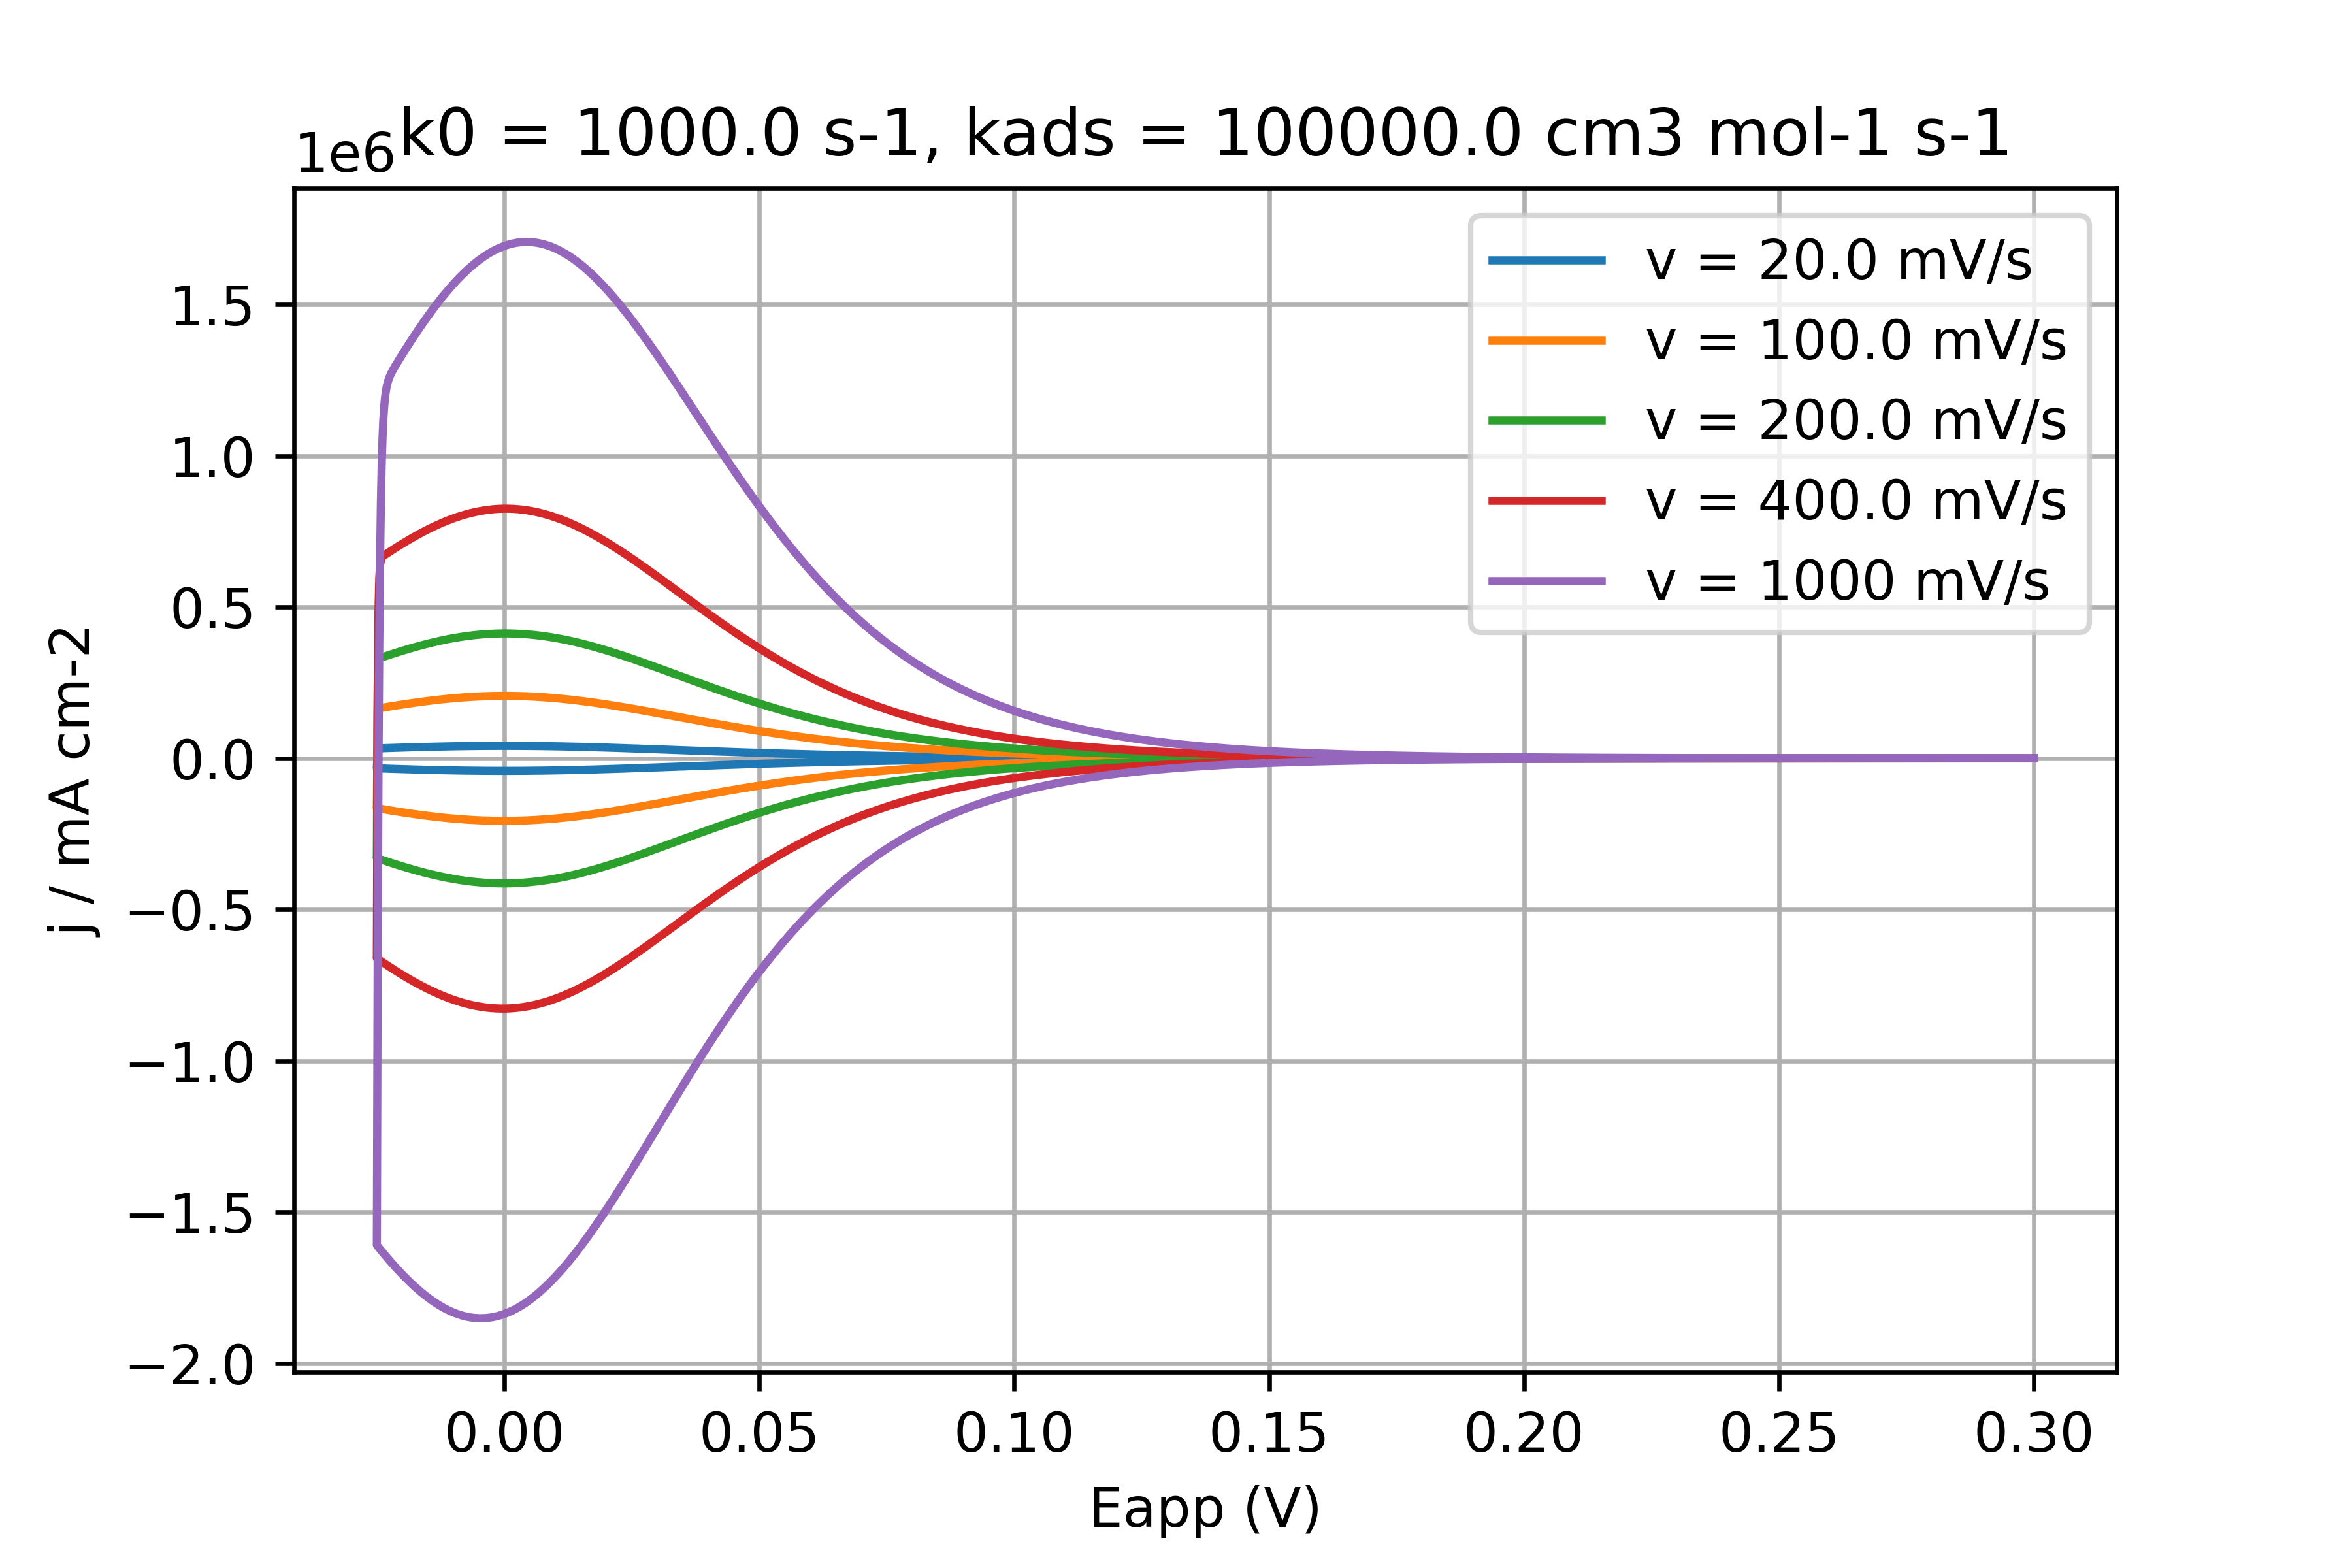 1e6
k0 = 1000.0 s-1, kads = 100000.0 cm3 mol-1 s-1
v = 20.0 mV/s
v = 100.0 mV/s
v = 200.0 mV/s
v = 400.0 mV/s
v = 1000 mV/s
1.5
1.0
0.5
0.0
−0.5
−1.0
−1.5
−2.0
j / mA cm-2
0.00 0.05 0.10 0.15 0.20 0.25 0.30
Eapp (V)